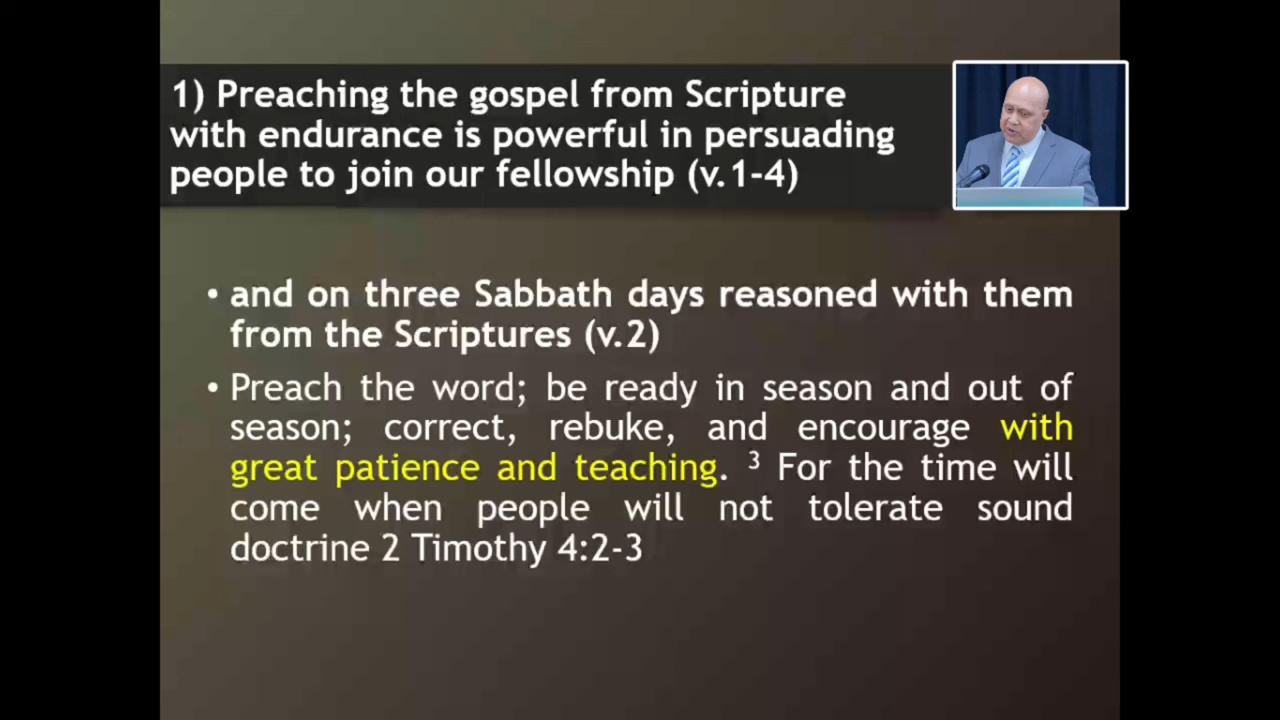 1) Preaching the gospel from Scripture
with endurance is powerful in persuading
people to join our fellowship (v.1-4)
• and on three Sabbath days reasoned with them
from the Scriptures (v.2)
• Preach the word; be ready in season and out of
season; correct, rebuke, and encourage with
great patience and teaching. ³ For the time will
come when people will not tolerate sound
doctrine 2 Timothy 4:2-3